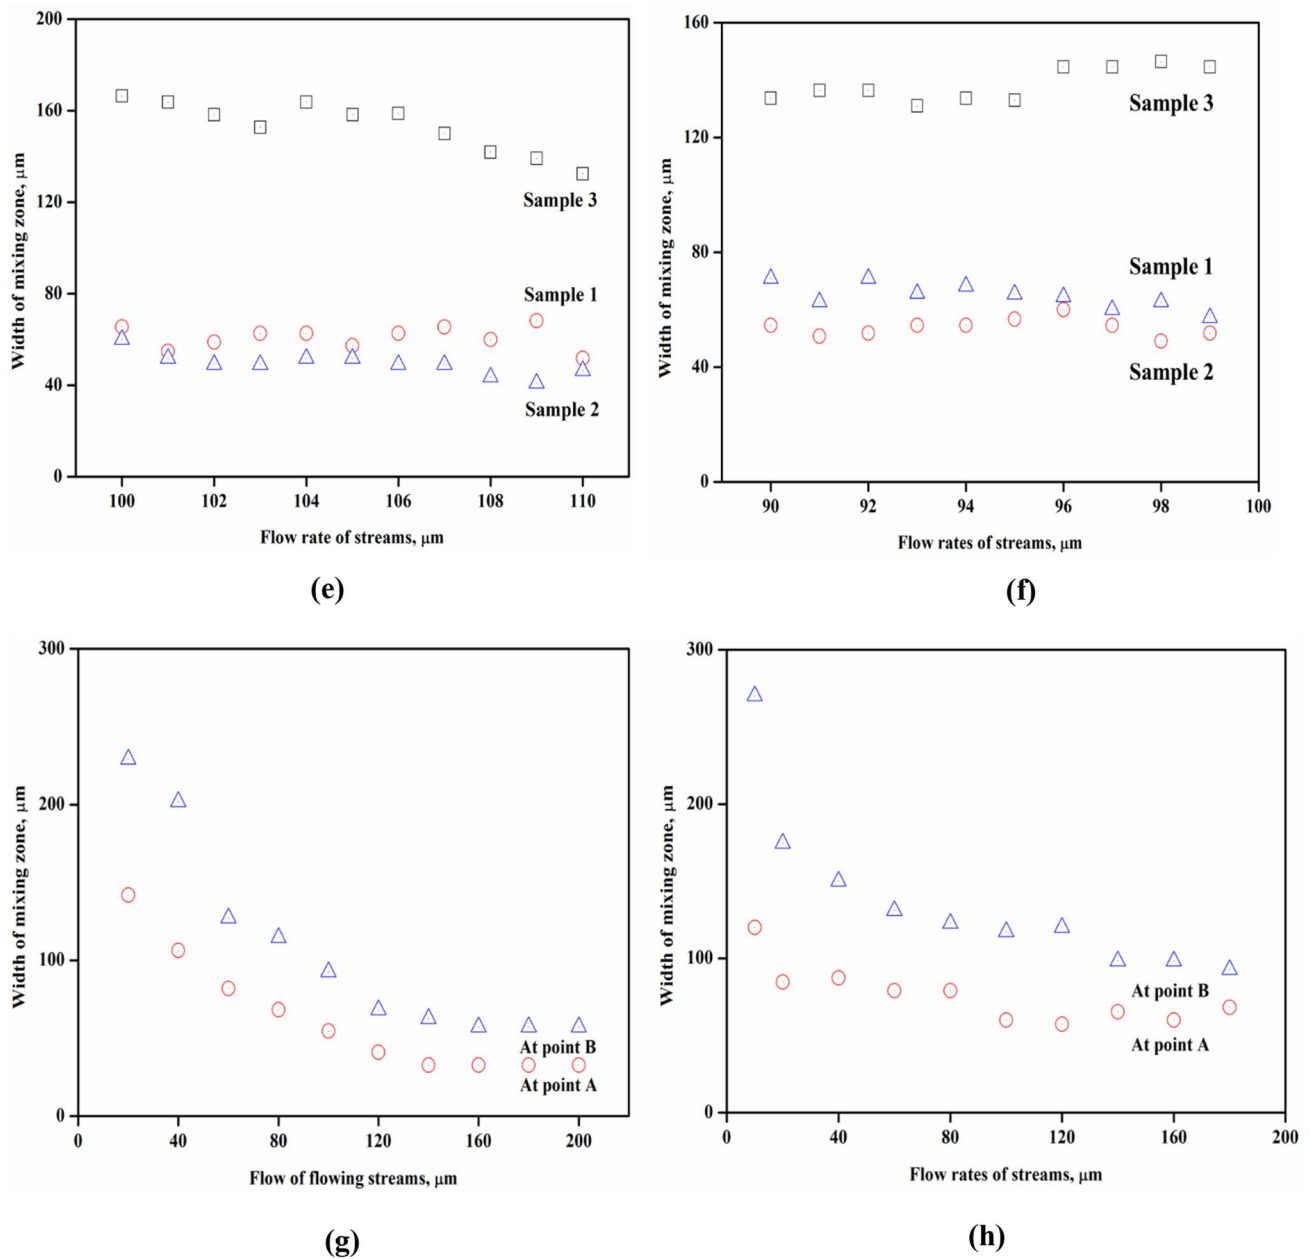 200
160
120
80
40
0
Width of mixing zone, μm
Sample 3
Sample 1
Sample 2
100 102 104 106 108 110
Flow rate of streams, μm
(e)
160
120
80
40
0
Width of mixing zone, μm
Sample 3
Sample 1
Sample 2
90 92 94 96 98 100
Flow rates of streams, μm
(f)
300
200
100
0
Width of mixing zone, μm
At point B
At point A
0 40 80 120 160 200
Flow of flowing streams, μm
(g)
300
200
100
0
Width of mixing zone, μm
At point B
At point A
0 40 80 120 160 200
Flow rates of streams, μm
(h)